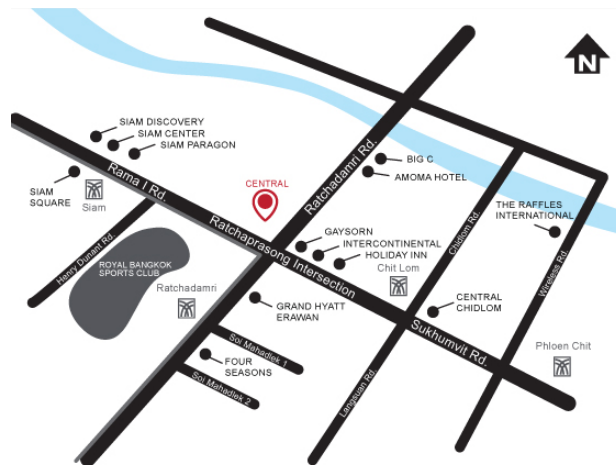 N
SIAM DISCOVERY
SIAM CENTER
SIAM PARAGON
SIAM
SQUARE
Siam
Rama I Rd.
CENTRAL
Ratchadamri Rd.
BIG C
AMOMA HOTEL
THE RAFFLES
INTERNATIONAL
Chidlom Rd.
Wireless Rd.
Henry Dunant Rd.
ROYAL BANGKOK
SPORTS CLUB
Ratchadamri
Ratchaprasong Intersection
GAYSORN
INTERCONTINENTAL
HOLIDAY INN
Chit Lom
GRAND HYATT
ERAWAN
CENTRAL
CHIDLOM
Sukhumvit Rd.
Phloen Chit
Soi Mahadlek 1
FOUR
SEASONS
Soi Mahadlek 2
Langsuan Rd.